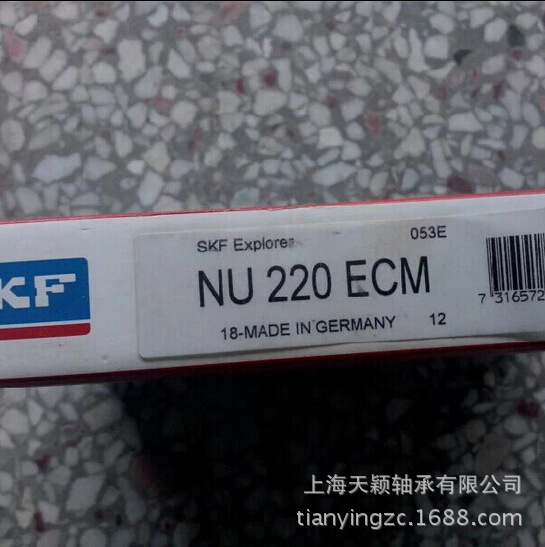 SKF Explorer
053E
SKF
NU 220 ECM
7 316572
18-MADE IN GERMANY 12
上海天颖轴承有限公司
tianyingzc.1688.com